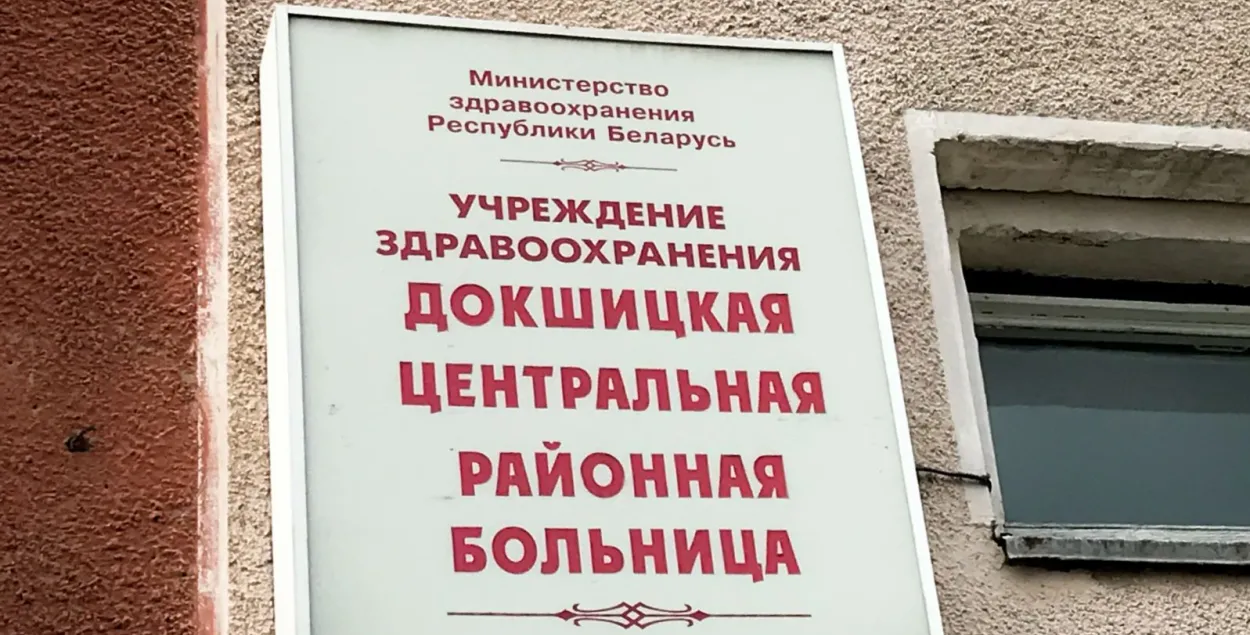 Министерство
здравоохранения
Республики Беларусь
УЧРЕЖДЕНИЕ
ЗДРАВООХРАНЕНИЯ
ДОКШИЦКАЯ
ЦЕНТРАЛЬНАЯ
РАЙОННАЯ
БОЛЬНИЦА